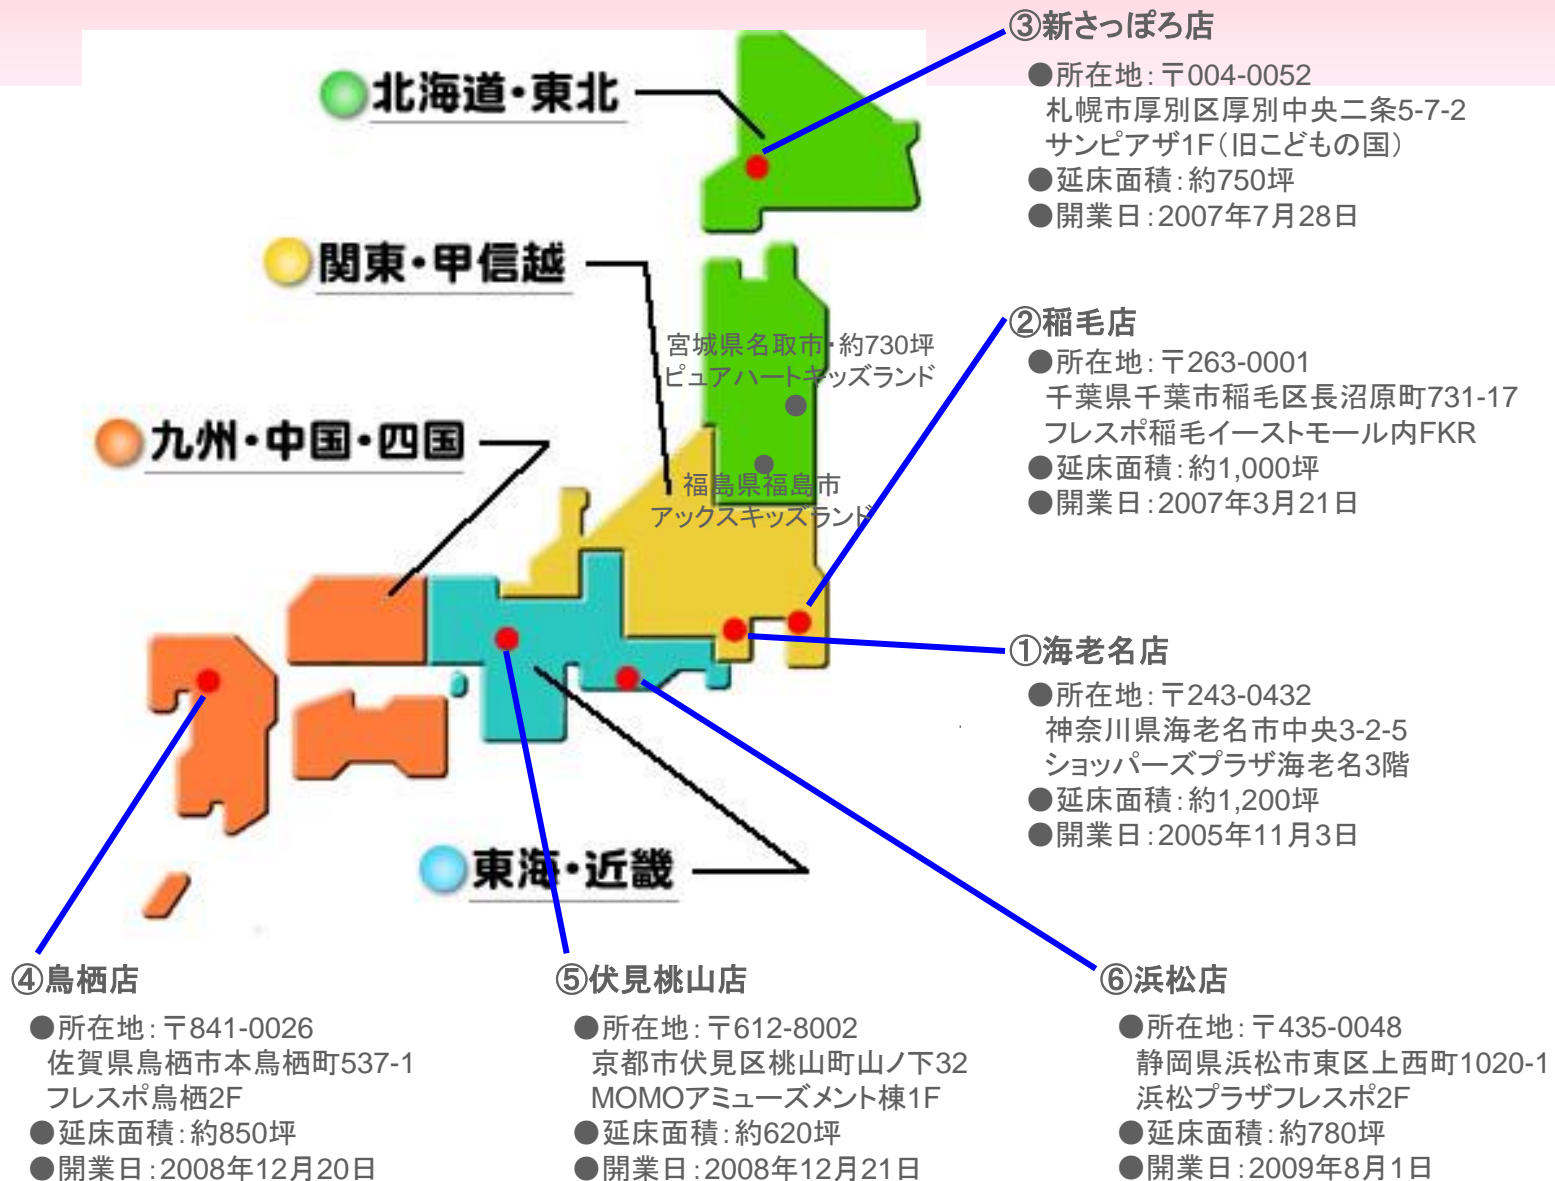 ③新さっぽろ店
●所在地：〒004-0052
札幌市厚別区厚別中央二条5-7-2
サンピアザ1F（旧こどもの国）
●延床面積：約750坪
●開業日：2007年7月28日
北海道・東北
関東・甲信越
宮城県名取市・約730坪
ピュアハートキッズランド
②稲毛店
●所在地：〒263-0001
千葉県千葉市稲毛区長沼原町731-17
フレスポ稲毛イーストモール内FKR
●延床面積：約1,000坪
●開業日：2007年3月21日
九州・中国・四国
福島県福島市
アックスキッズランド
①海老名店
●所在地：〒243-0432
神奈川県海老名市中央3-2-5
ショッパーズプラザ海老名3階
●延床面積：約1,200坪
●開業日：2005年11月3日
東海・近畿
④鳥栖店
●所在地：〒841-0026
佐賀県鳥栖市本鳥栖町537-1
フレスポ鳥栖2F
●延床面積：約850坪
●開業日：2008年12月20日
⑤伏見桃山店
●所在地：〒612-8002
京都市伏見区桃山町山ノ下32
MOMOアミューズメント棟1F
●延床面積：約620坪
●開業日：2008年12月21日
⑥浜松店
●所在地：〒435-0048
静岡県浜松市東区上西町1020-1
浜松プラザフレスポ2F
●延床面積：約780坪
●開業日：2009年8月1日